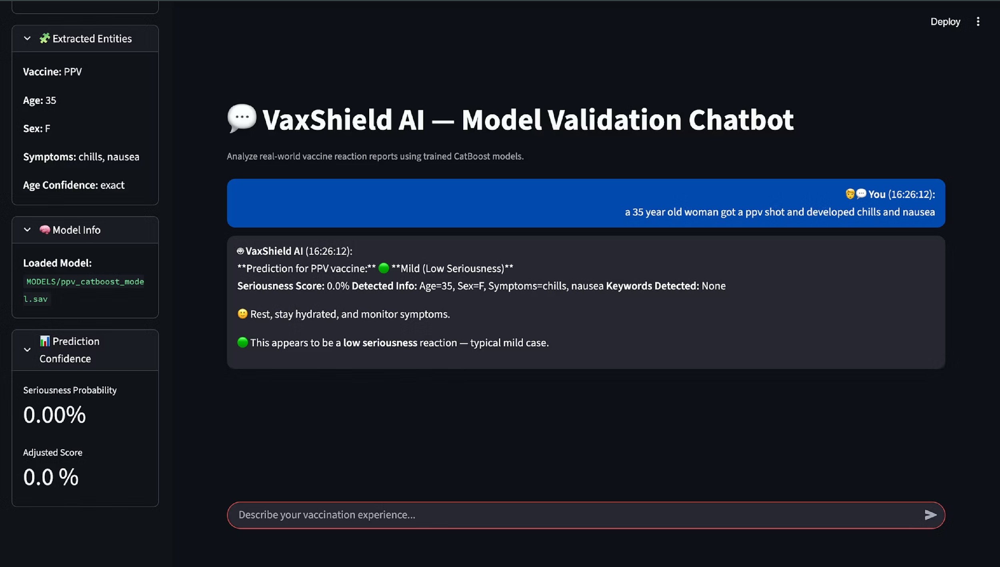 Deploy
Extracted Entities
Vaccine: PPV
Age: 35
Sex: F
Symptoms: chills, nausea
Age Confidence: exact
Model Info
Loaded Model:
MODELS/ppv_catboost_mode
l.sav
Prediction
Confidence
Seriousness Probability
0.00%
Adjusted Score
0.0 %
VaxShield AI — Model Validation Chatbot
Analyze real-world vaccine reaction reports using trained CatBoost models.
You (16:26:12):
a 35 year old woman got a ppv shot and developed chills and nausea
VaxShield AI (16:26:12):
**Prediction for PPV vaccine:** 🟢 **Mild (Low Seriousness)**
Seriousness Score: 0.0% Detected Info: Age=35, Sex=F, Symptoms=chills, nausea Keywords Detected: None
🙂 Rest, stay hydrated, and monitor symptoms.
🟢 This appears to be a low seriousness reaction — typical mild case.
Describe your vaccination experience...